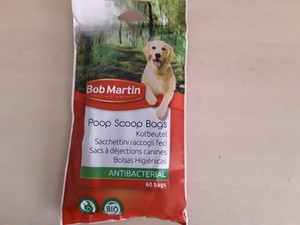 Bob Martin
Poop Scoop Bags
Kotbeutel
Sacchettini raccogli feci
Sacs à déjections canines
Bolsas Higiénicas
ANTIBACTERIAL
60 bags
BIO